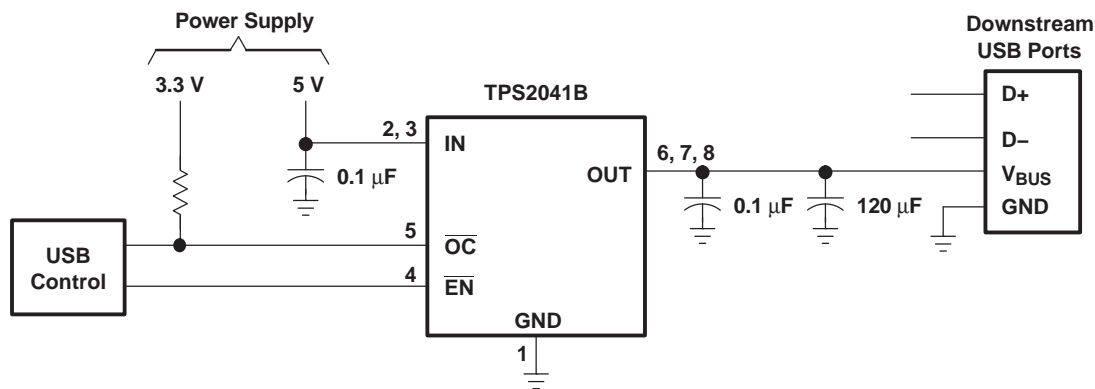 Power Supply
3.3 V
5 V
Downstream
USB Ports
TPS2041B
2, 3
IN
0.1 μF
OUT
6, 7, 8
0.1 μF
120 μF
D+
D−
VBUS
GND
USB
Control
5
OC
4
EN
GND
1